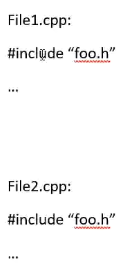 File1.cpp:
#include “foo.h”
...
File2.cpp:
#include “foo.h”
...